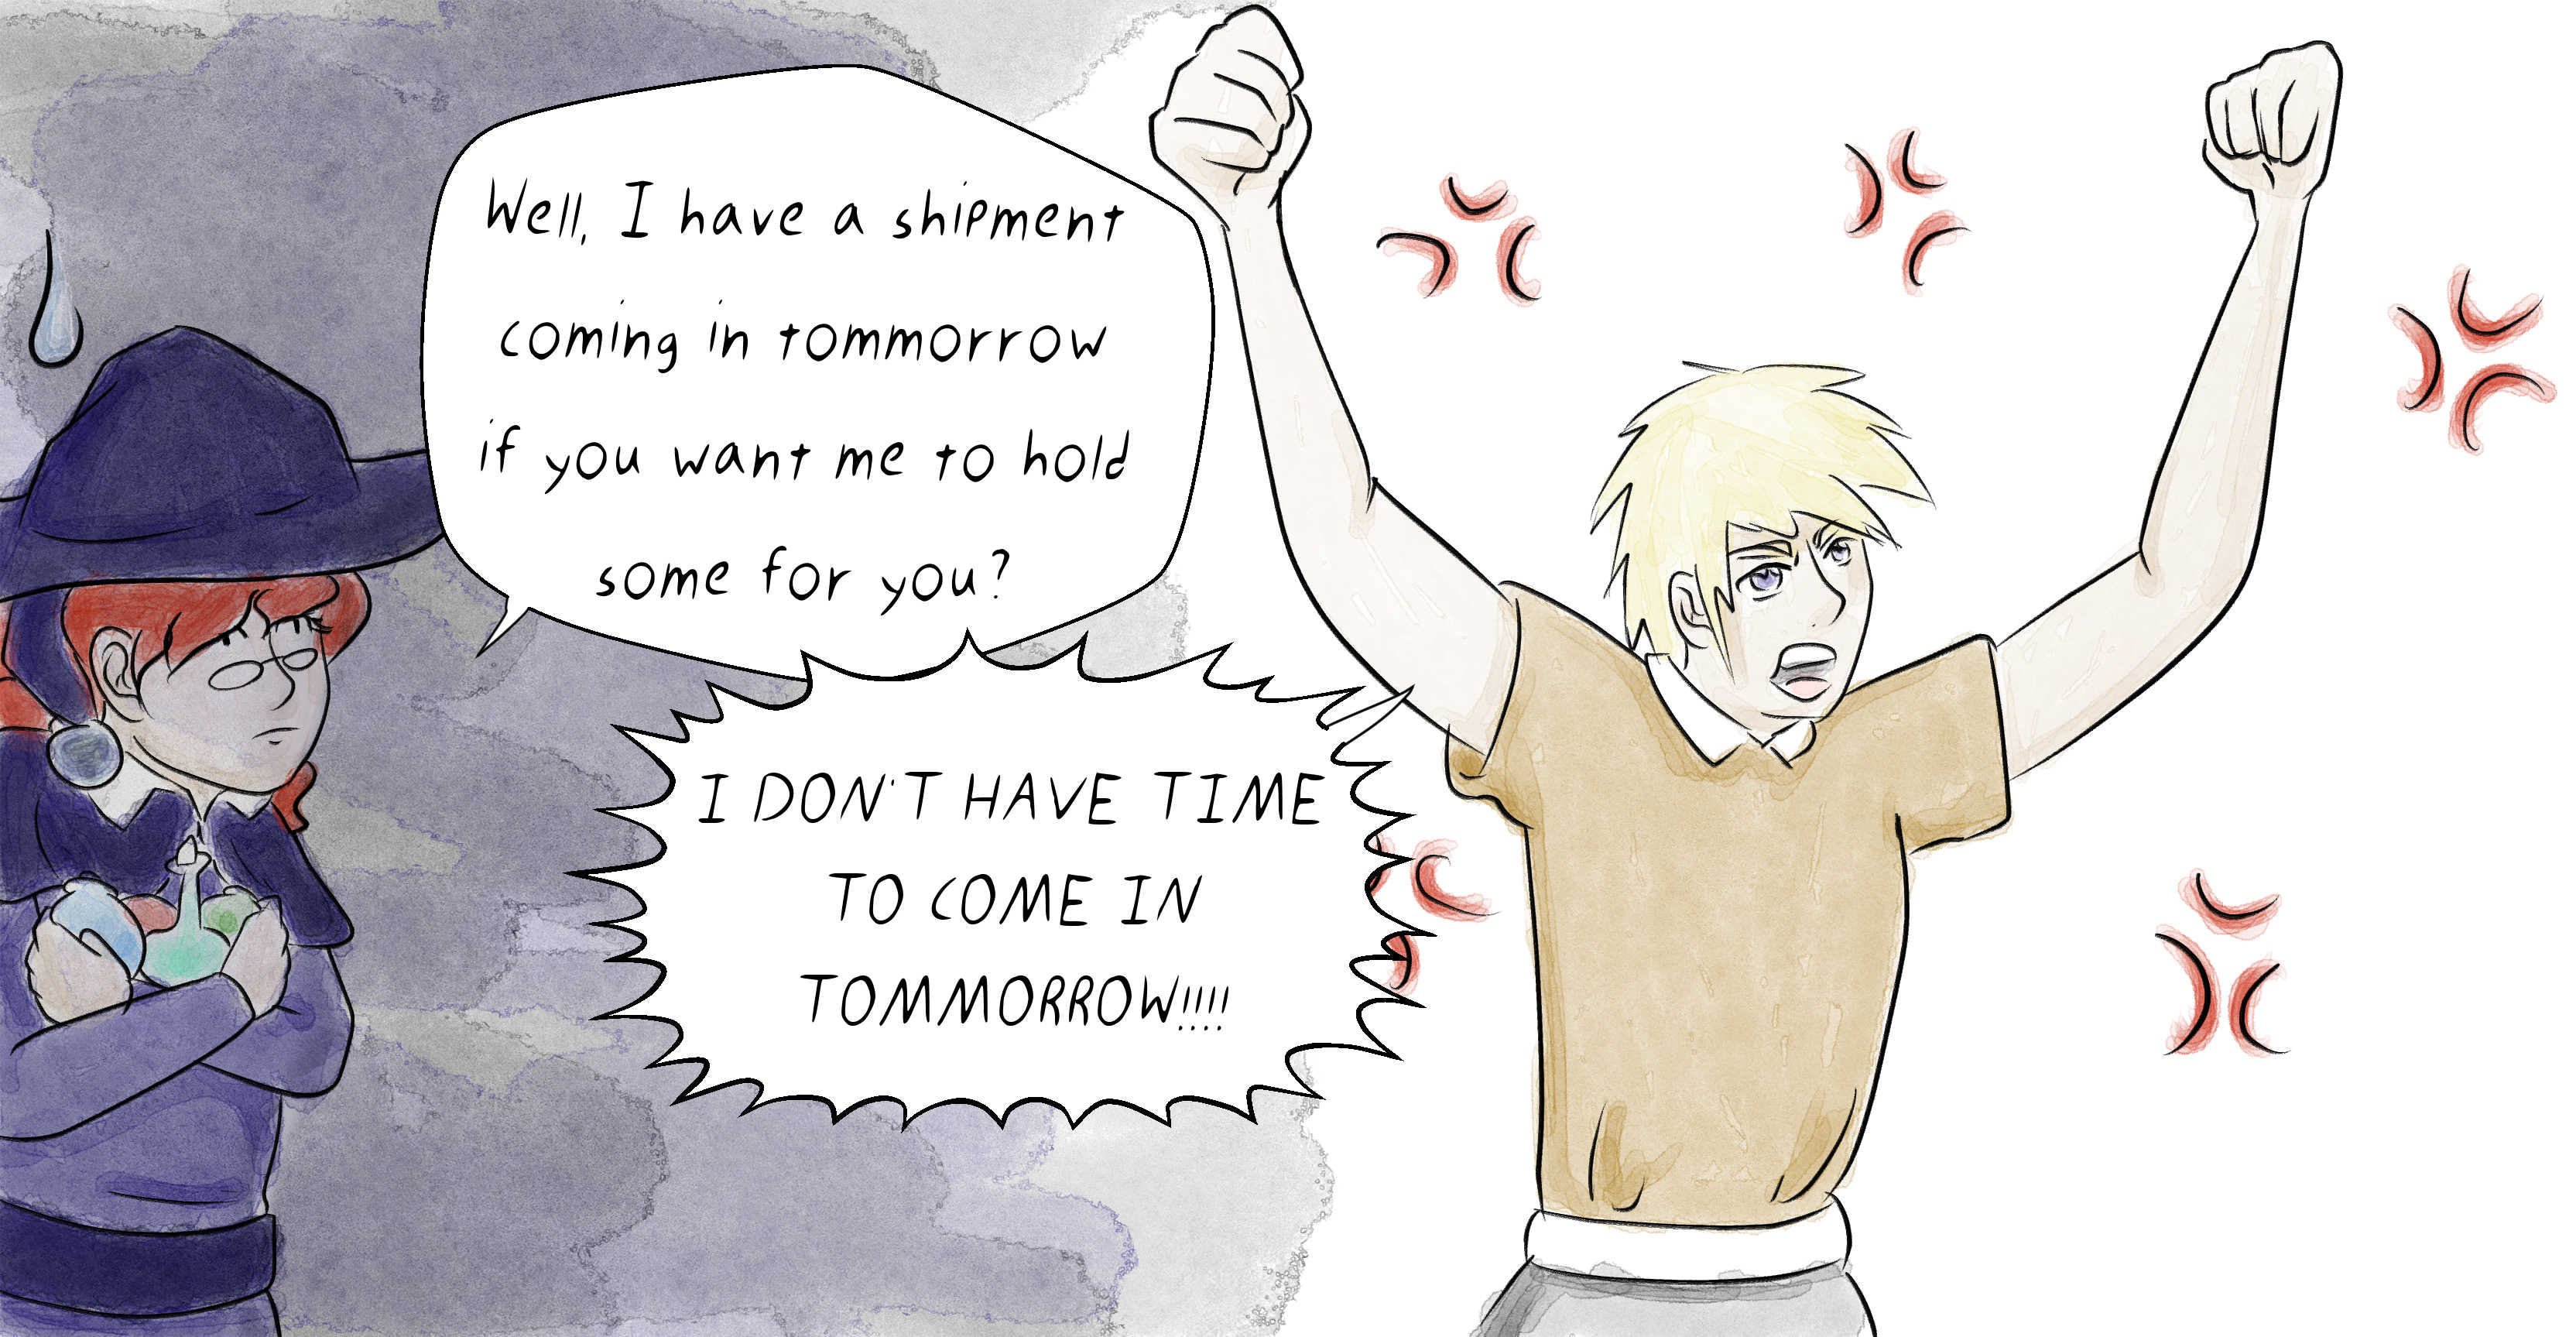 Well, I have a shipment
coming in tommorrow
if you want me to hold
some for you?
I DON'T HAVE TIME
TO COME IN
TOMMORROW!!!!